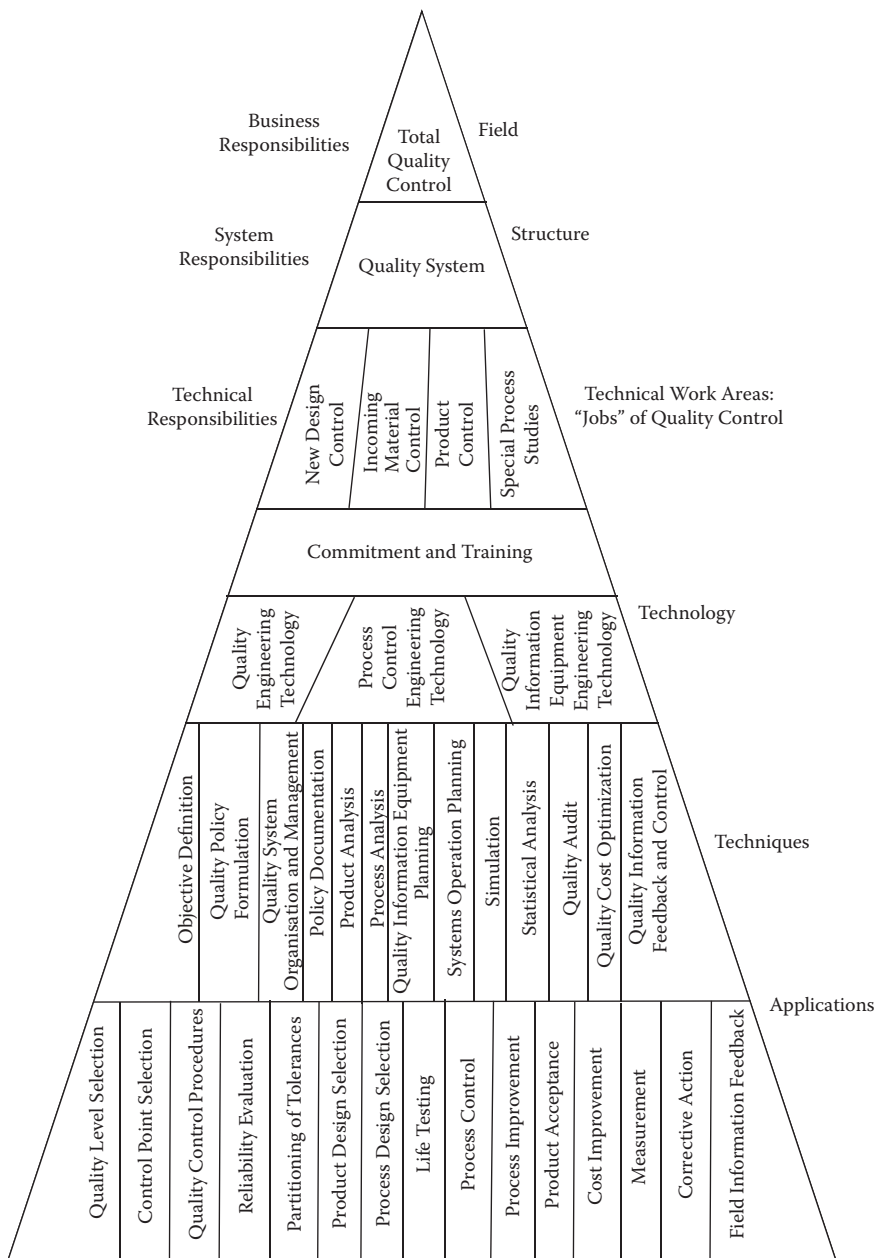 Business
Responsibilities
Total
Quality
Control
Field
System
Responsibilities
Quality System
Structure
Technical
Responsibilities
New Design
Control
Incoming
Material
Control
Product
Control
Special Process
Studies
Technical Work Areas:
“Jobs” of Quality Control
Commitment and Training
Quality
Engineering
Technology
Process
Control
Engineering
Technology
Quality
Information
Equipment
Engineering
Technology
Technology
Objective Definition
Quality Policy
Formulation
Quality System
Organisation and Management
Policy Documentation
Product Analysis
Process Analysis
Quality Information Equipment
Planning
Systems Operation Planning
Simulation
Statistical Analysis
Quality Audit
Quality Cost Optimization
Quality Information
Feedback and Control
Techniques
Quality Level Selection
Control Point Selection
Quality Control Procedures
Reliability Evaluation
Partitioning of Tolerances
Product Design Selection
Process Design Selection
Life Testing
Process Control
Process Improvement
Product Acceptance
Cost Improvement
Measurement
Corrective Action
Field Information Feedback
Applications